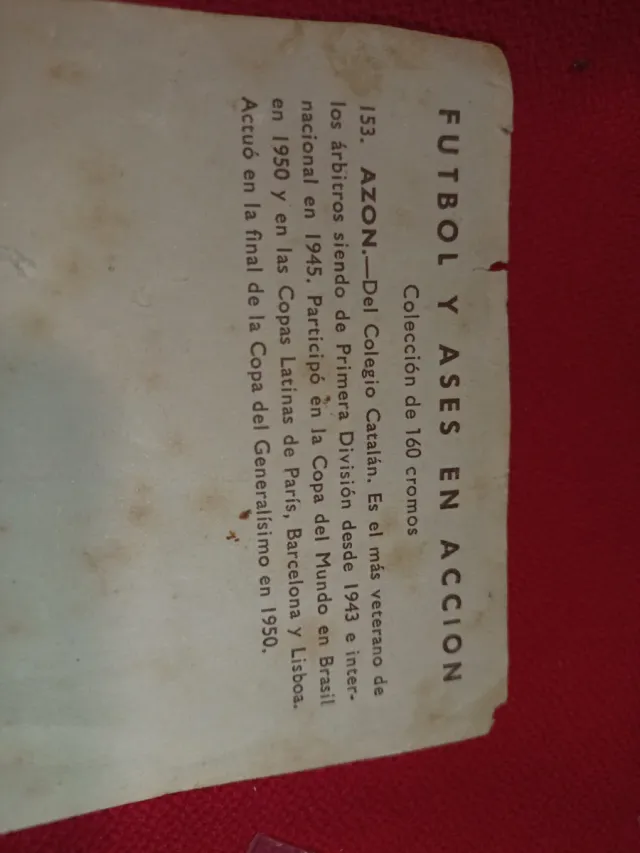 FUTBOL Y ASES EN ACCION
Colección de 160 cromos
153. AZON.—Del Colegio Catalán. Es el más veterano de
los árbitros siendo de Primera División desde 1943 e inter-
nacional en 1945. Participó en la Copa del Mundo en Brasil
en 1950 y en las Copas Latinas de París, Barcelona y Lisboa.
Actuó en la final de la Copa del Generalísimo en 1950.